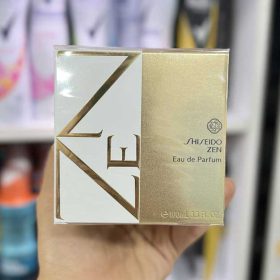 ZEN
SHISEIDO
ZEN
Eau de Parfum